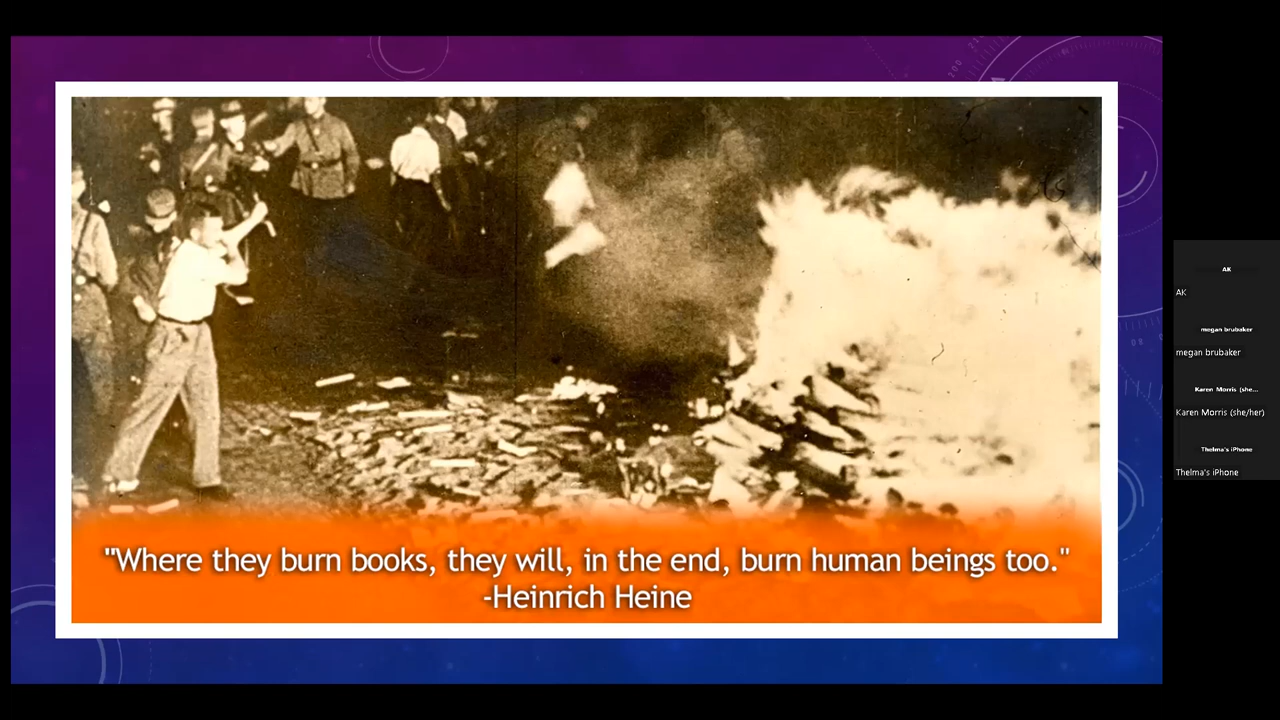 "Where they burn books, they will, in the end, burn human beings too."
-Heinrich Heine
AK
AK
megan brubaker
megan brubaker
Karen Morris (she...
Karen Morris (she/her)
Thelma's iPhone
Thelma's iPhone